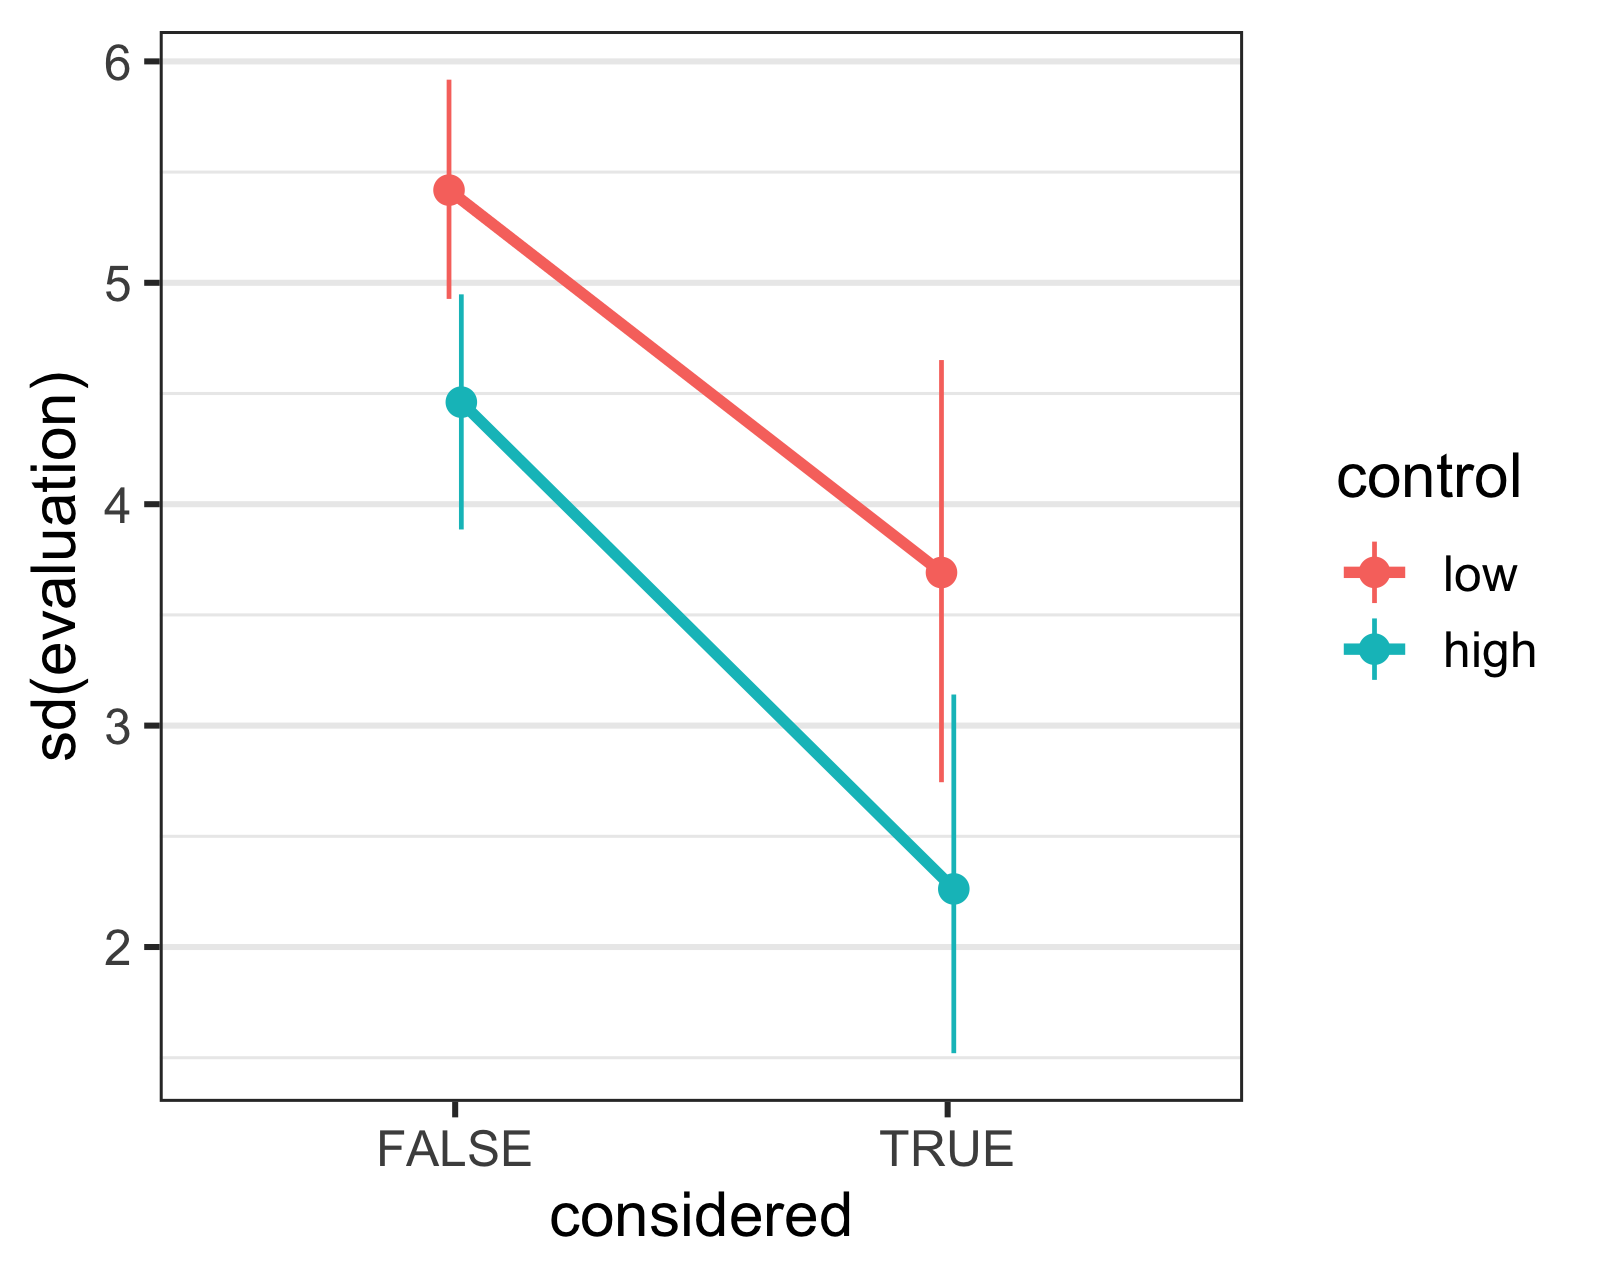 6
5
4
3
2
sd(evaluation)
FALSE
TRUE
considered
control
low
high